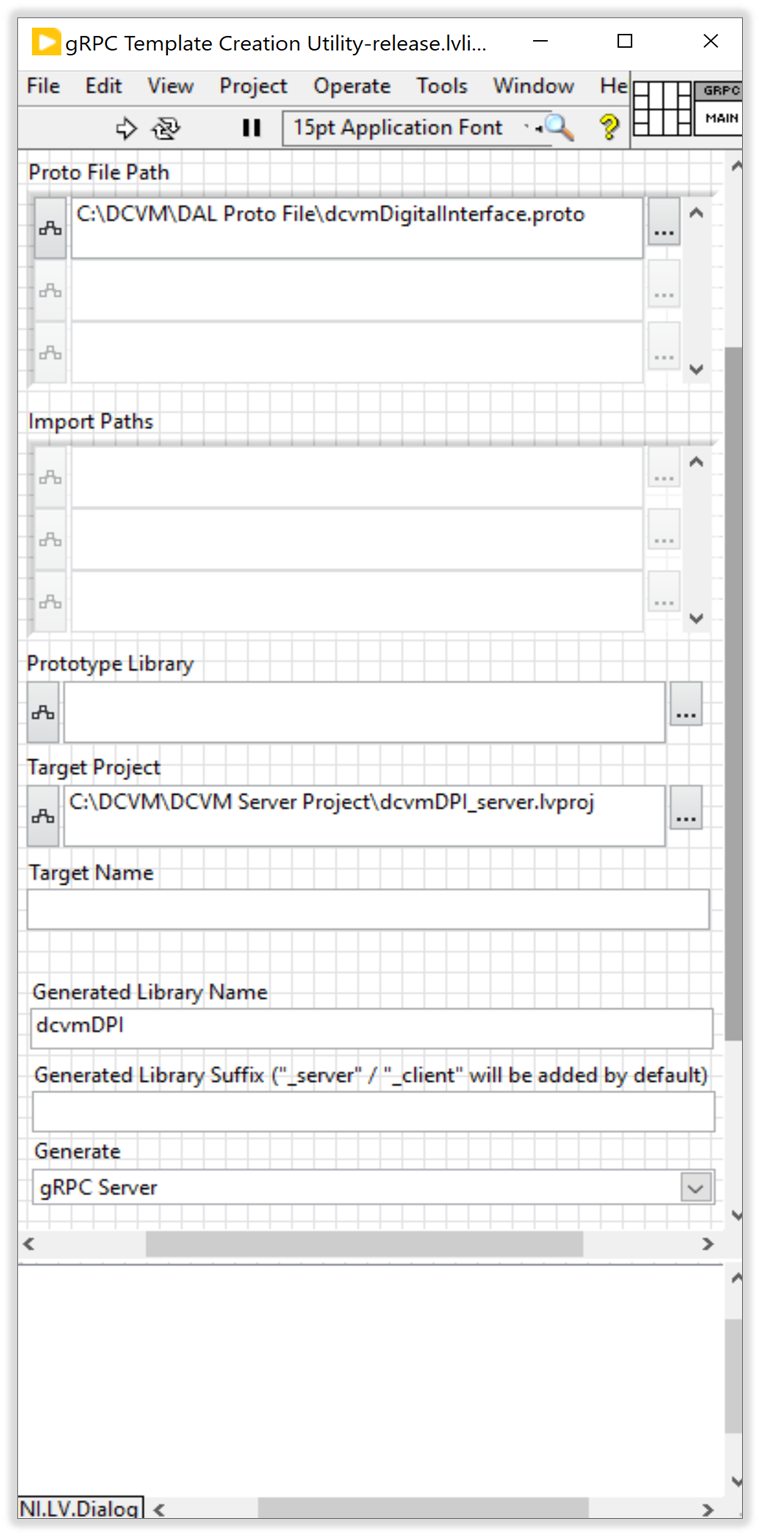 gRPC Template Creation Utility-release.lvli...
File Edit View Project Operate Tools Window He
15pt Application Font
GRPC
MAIN
Proto File Path
C:\DCVM\DAL Proto File\dcvmDigitalInterface.proto
...
...
...
Import Paths
...
...
...
Prototype Library
...
Target Project
C:\DCVM\DCVM Server Project\dcvmDPI_server.lvproj
...
Target Name
Generated Library Name
dcvmDPI
Generated Library Suffix ("_server" / "_client" will be added by default)
Generate
gRPC Server
NI.LV.Dialog